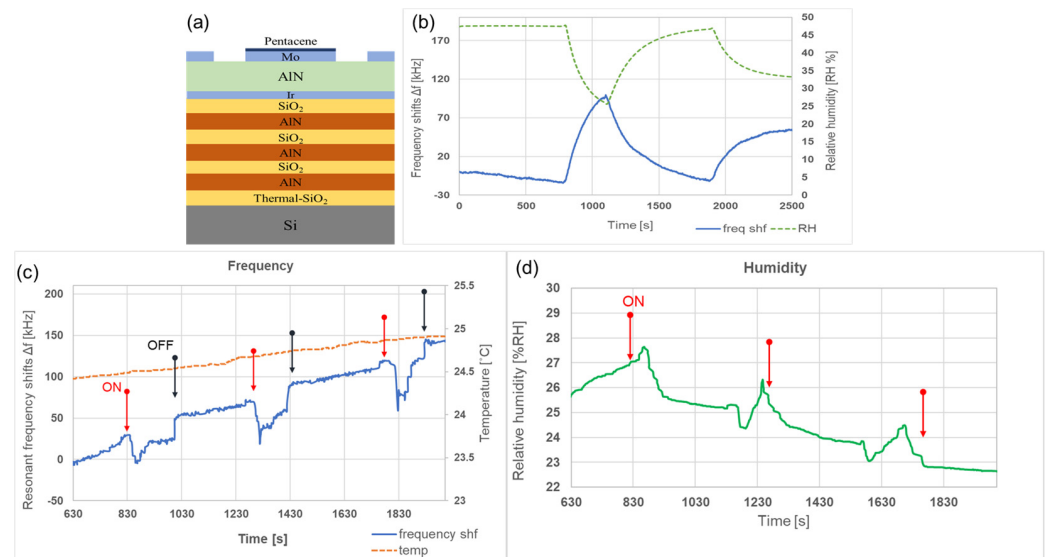 (a)
Pentacene
Mo
AlN
Ir
SiO₂
AlN
SiO₂
AlN
SiO₂
AlN
Thermal-SiO₂
Si
(b)
Frequency shifts Δf [kHz]
170
120
70
20
-30
50
45
40
35
30
25
20
15
10
5
0
Relative humidity [RH %]
0 500 1000 1500 2000 2500
Time [s]
freq shf RH
(c)
Frequency
Resonant frequency shifts Δf [kHz]
200
150
100
50
0
-50
25.5
25
24.5
24
23.5
23
Temperature [˚C]
ON
OFF
630 830 1030 1230 1430 1630 1830
Time [s]
frequency shf
temp
(d)
Humidity
Relative humidity [%RH]
30
29
28
27
26
25
24
23
22
ON
630 830 1030 1230 1430 1630 1830
Time [s]